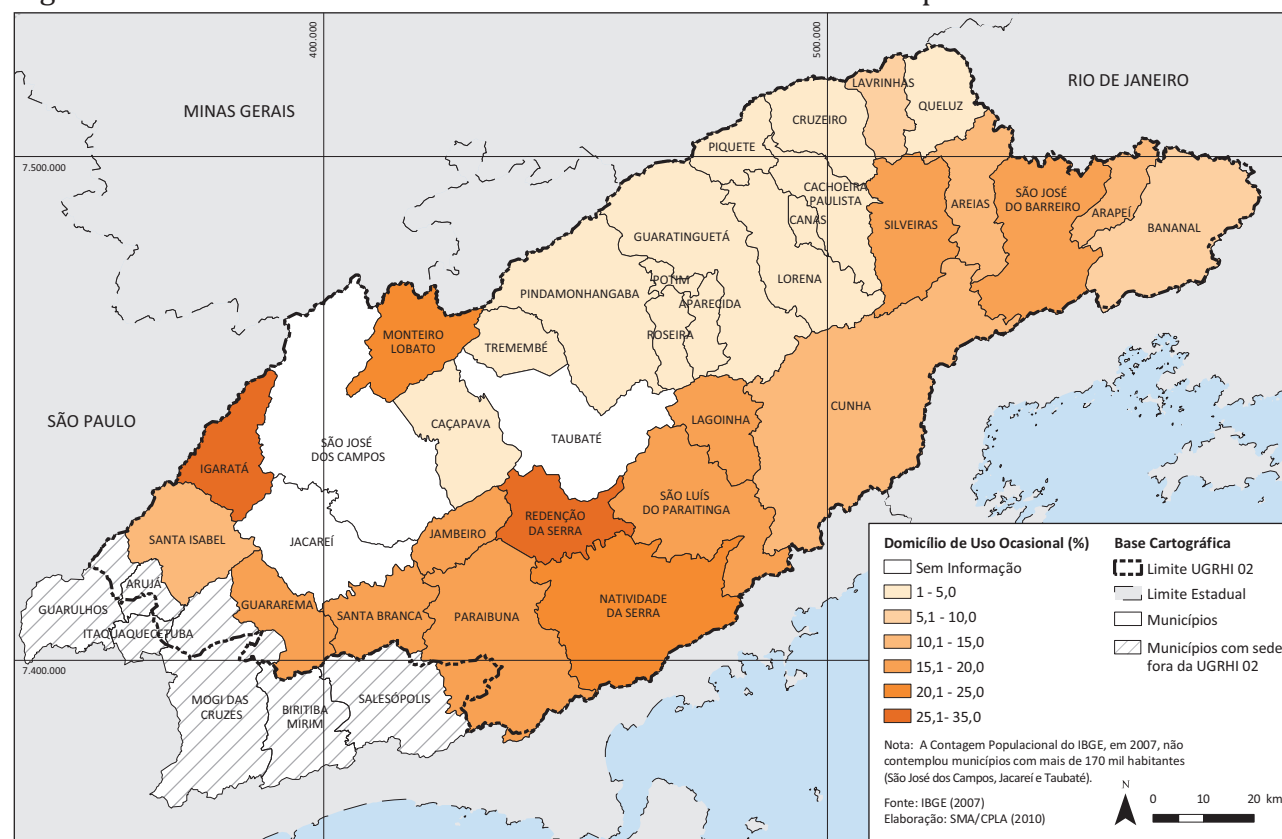 400.000
500.000
MINAS GERAIS
RIO DE JANEIRO
LAVRINHAS
QUELUZ
CRUZEIRO
PIQUETE
7.500.000
CACHOEIRA
PAULISTA
CANAS
SILVEIRAS
AREIAS
SÃO JOSÉ
DO BARREIRO
ARAPEÍ
BANANAL
GUARATINGUETÁ
LORENA
POTIM
PINDAMONHANGABA
APARECIDA
ROSEIRA
TREMEMBÉ
MONTEIRO
LOBATO
SÃO PAULO
CUNHA
LAGOINHA
CAÇAPAVA
TAUBATÉ
SÃO JOSÉ
DOS CAMPOS
IGARATÁ
SÃO LUÍS
DO PARAITINGA
REDENÇÃO
DA SERRA
JAMBEIRO
JACAREÍ
SANTA ISABEL
ARUJÁ
GUARULHOS
GUARAREMA
SANTA BRANCA
PARAIBUNA
NATIVIDADE
DA SERRA
ITAQUAQUECETUBA
7.400.000
MOGI DAS
CRUZES
BIRITIBA
MIRIM
SALESÓPOLIS
Domicílio de Uso Ocasional (%)
Sem Informação
1 - 5,0
5,1 - 10,0
10,1 - 15,0
15,1 - 20,0
20,1 - 25,0
25,1- 35,0
Base Cartográfica
Limite UGRHI 02
Limite Estadual
Municípios
Municípios com sede
fora da UGRHI 02
Nota: A Contagem Populacional do IBGE, em 2007, não
contemplou municípios com mais de 170 mil habitantes
(São José dos Campos, Jacareí e Taubaté).
Fonte: IBGE (2007)
Elaboração: SMA/CPLA (2010)
N
0 10 20 km